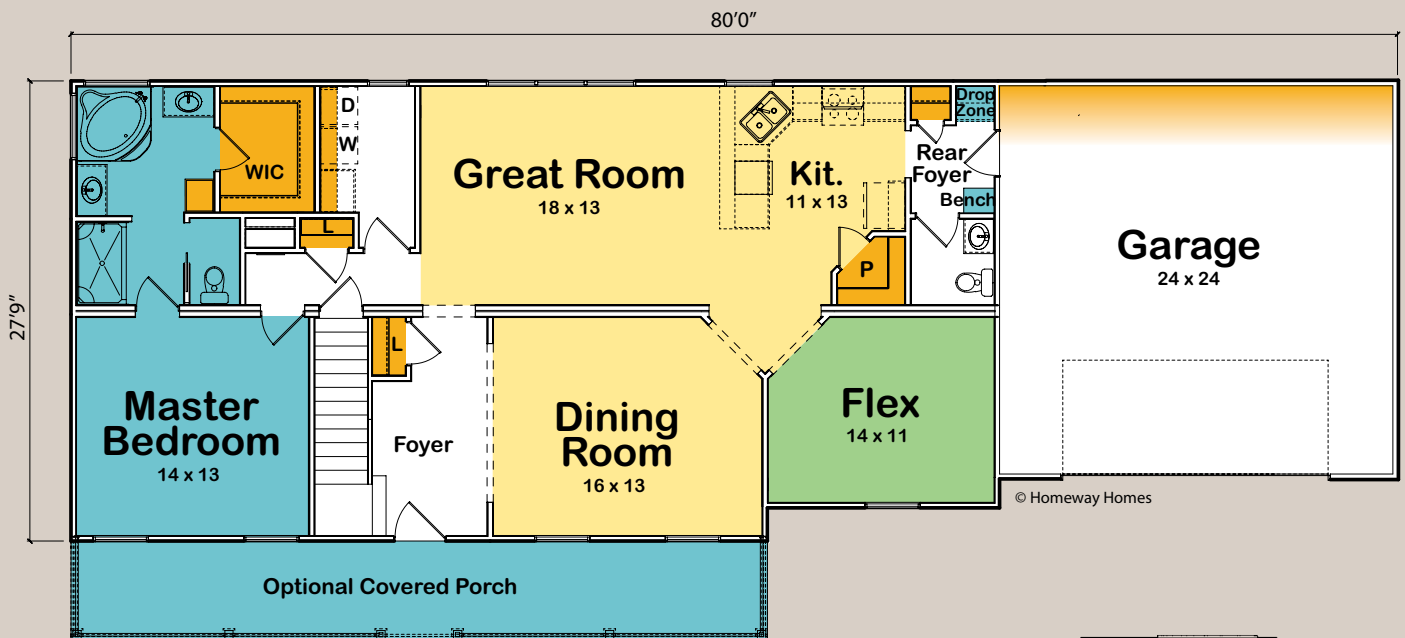 80'0"
27'9"
D
W
WIC
L
Great Room
18 x 13
Kit.
11 x 13
Drop
Zone
Rear
Foyer
Bench
P
Garage
24 x 24
Master
Bedroom
14 x 13
L
Foyer
Dining
Room
16 x 13
Flex
14 x 11
© Homeway Homes
Optional Covered Porch